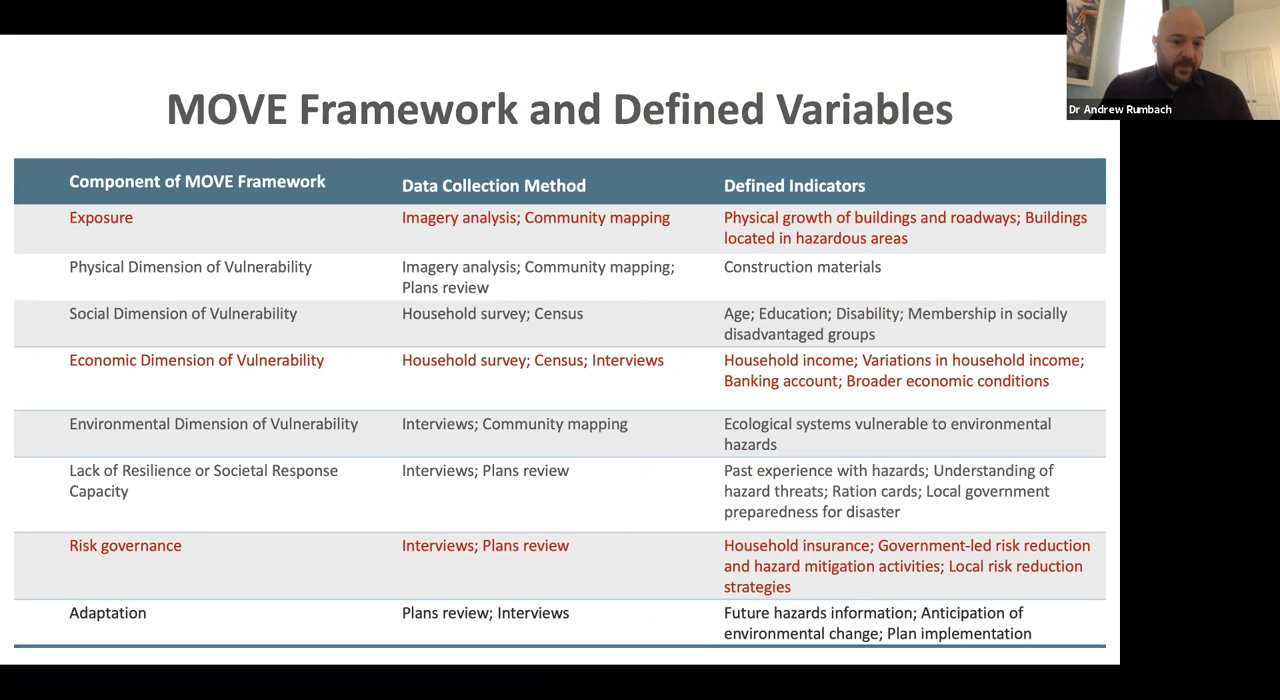 MOVE Framework and Defined Variables
Dr Andrew Rumbach
Component of MOVE Framework
Data Collection Method
Defined Indicators
Exposure
Imagery analysis; Community mapping
Physical growth of buildings and roadways; Buildings
located in hazardous areas
Physical Dimension of Vulnerability
Imagery analysis; Community mapping;
Plans review
Construction materials
Social Dimension of Vulnerability
Household survey; Census
Age; Education; Disability; Membership in socially
disadvantaged groups
Economic Dimension of Vulnerability
Household survey; Census; Interviews
Household income; Variations in household income;
Banking account; Broader economic conditions
Environmental Dimension of Vulnerability
Interviews; Community mapping
Ecological systems vulnerable to environmental
hazards
Lack of Resilience or Societal Response
Capacity
Interviews; Plans review
Past experience with hazards; Understanding of
hazard threats; Ration cards; Local government
preparedness for disaster
Risk governance
Interviews; Plans review
Household insurance; Government-led risk reduction
and hazard mitigation activities; Local risk reduction
strategies
Adaptation
Plans review; Interviews
Future hazards information; Anticipation of
environmental change; Plan implementation